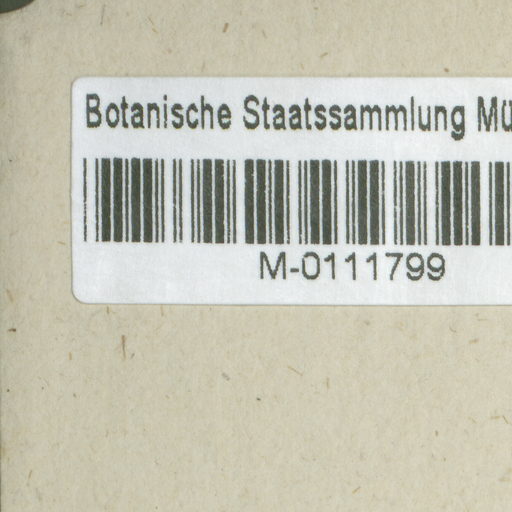 Botanische Staatssammlung Mü
M-0111799